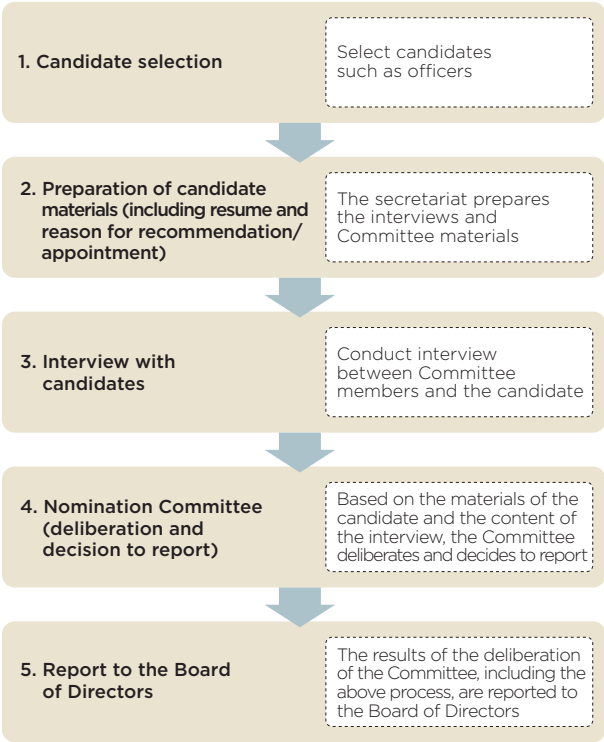 1. Candidate selection
Select candidates
such as officers
2. Preparation of candidate
materials (including resume and
reason for recommendation/
appointment)
The secretariat prepares
the interviews and
Committee materials
3. Interview with
candidates
Conduct interview
between Committee
members and the candidate
4. Nomination Committee
(deliberation and
decision to report)
Based on the materials of the
candidate and the content of
the interview, the Committee
deliberates and decides to report
5. Report to the Board
of Directors
The results of the deliberation
of the Committee, including the
above process, are reported to
the Board of Directors